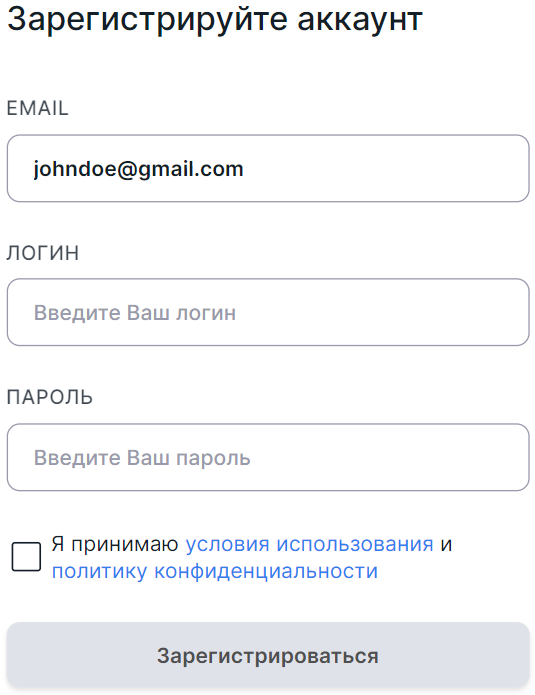 Зарегистрируйте аккаунт
EMAIL
johndoe@gmail.com
ЛОГИН
Введите Ваш логин
ПАРОЛЬ
Введите Ваш пароль
Я принимаю условия использования и
политику конфиденциальности
Зарегистрироваться